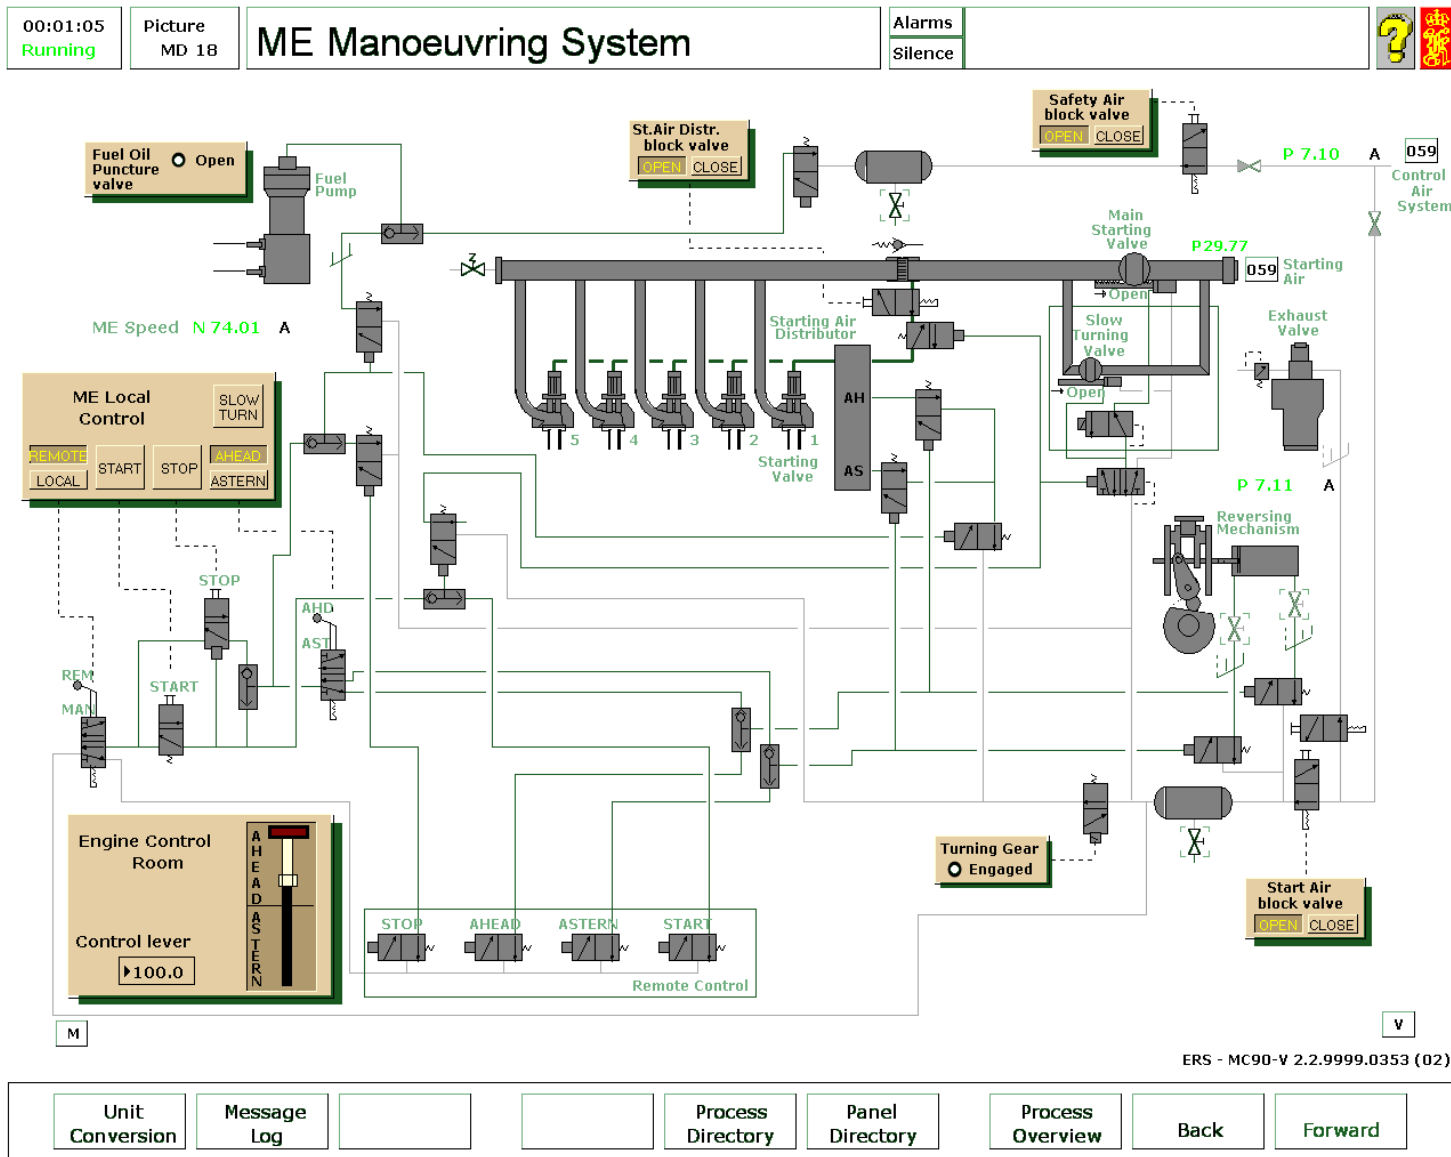 00:01:05
Running
Picture
MD 18
ME Manoeuvring System
Alarms
Silence
?
Fuel Oil
Puncture
valve
Open
Fuel
Pump
St.Air Distr.
block valve
OPEN CLOSE
Safety Air
block valve
OPEN CLOSE
P 7.10 A 059
Control
Air
System
Main
Starting
Valve
P29.77
059 Starting
Air
Open
Z
ME Speed N 74.01 A
Starting Air
Distributor
Slow
Turning
Valve
Open
Exhaust
Valve
ME Local
Control
SLOW
TURN
REMOTE
LOCAL
START
STOP
AHEAD
ASTERN
AH
AS
5 4 3 2 1
Starting
Valve
P 7.11 A
Reversing
Mechanism
STOP
AHD
AST
REM
MAN
START
Engine Control
Room
AHEAD
ASTERN
Control lever
100.0
STOP AHEAD ASTERN START
Remote Control
Turning Gear
Engaged
Start Air
block valve
OPEN CLOSE
M
V
ERS - MC90-V 2.2.9999.0353 (02)
Unit
Conversion
Message
Log
Process
Directory
Panel
Directory
Process
Overview
Back
Forward